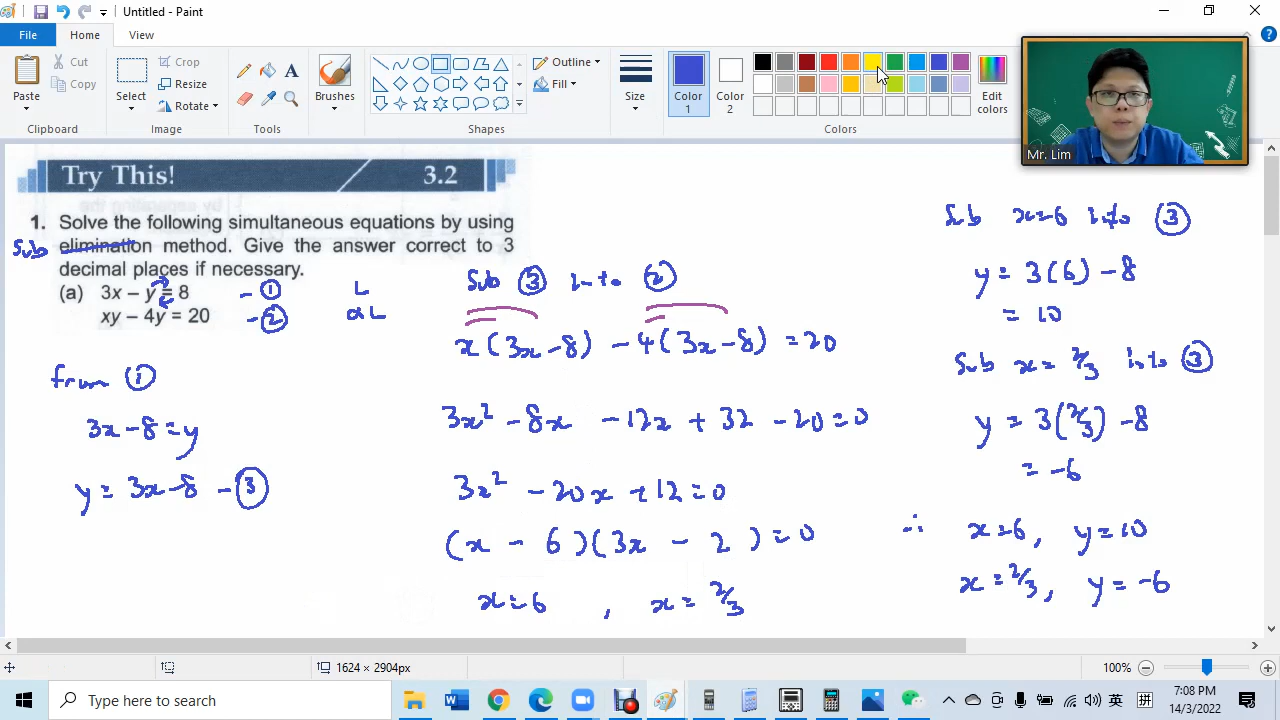 Untitled - Paint
File Home View
Paste Cut Copy Clipboard
Select Crop Resize Rotate Image
Tools
Brushes
Outline Fill Shapes
Size
Color 1 Color 2 Edit colors Colors
Mr. Lim
Try This! 3.2
1. Solve the following simultaneous equations by using
Sub elimination method. Give the answer correct to 3
decimal places if necessary.
(a) 3x – y = 8 – ① L
xy – 4y = 20 – ②
from ①
3x – 8 = y
y = 3x – 8 – ③
Sub ③ into ②
x(3x – 8) – 4(3x – 8) = 20
3x² – 8x – 12x + 32 – 20 = 0
3x² – 20x + 12 = 0
(x – 6)(3x – 2) = 0
x = 6 , x = 2/3
Sub x = 6 into ③
y = 3(6) – 8
= 10
Sub x = 2/3 into ③
y = 3(2/3) – 8
= –6
∴ x = 6, y = 10
x = 2/3, y = –6
1624 × 2904px 100%
Type here to search
英 拼 7:08 PM
14/3/2022